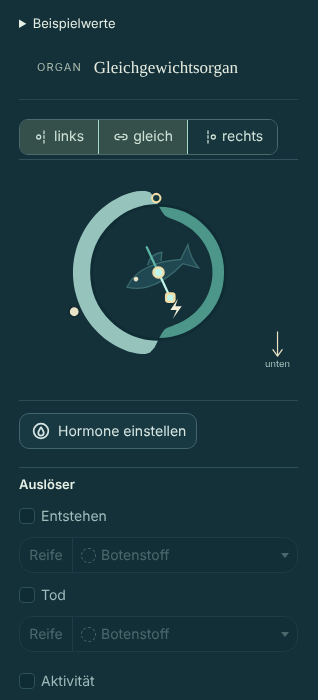 Beispielwerte
ORGAN Gleichgewichtsorgan
links gleich rechts
unten
Hormone einstellen
Auslöser
Entstehen
Reife Botenstoff
Tod
Reife Botenstoff
Aktivität